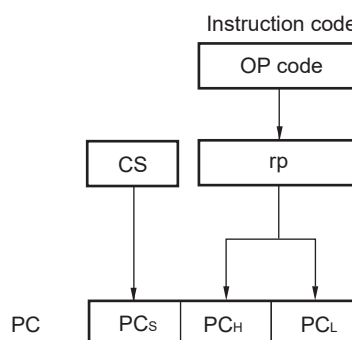 Instruction code
OP code
CS
rp
PC
PCS
PCH
PCL